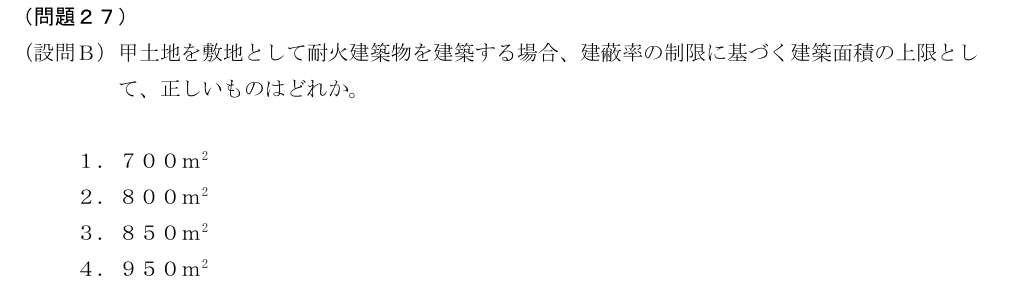 （問題２７）
（設問Ｂ）甲土地を敷地として耐火建築物を建築する場合、建蔽率の制限に基づく建築面積の上限とし
て、正しいものはどれか。
１．７００ｍ²
２．８００ｍ²
３．８５０ｍ²
４．９５０ｍ²